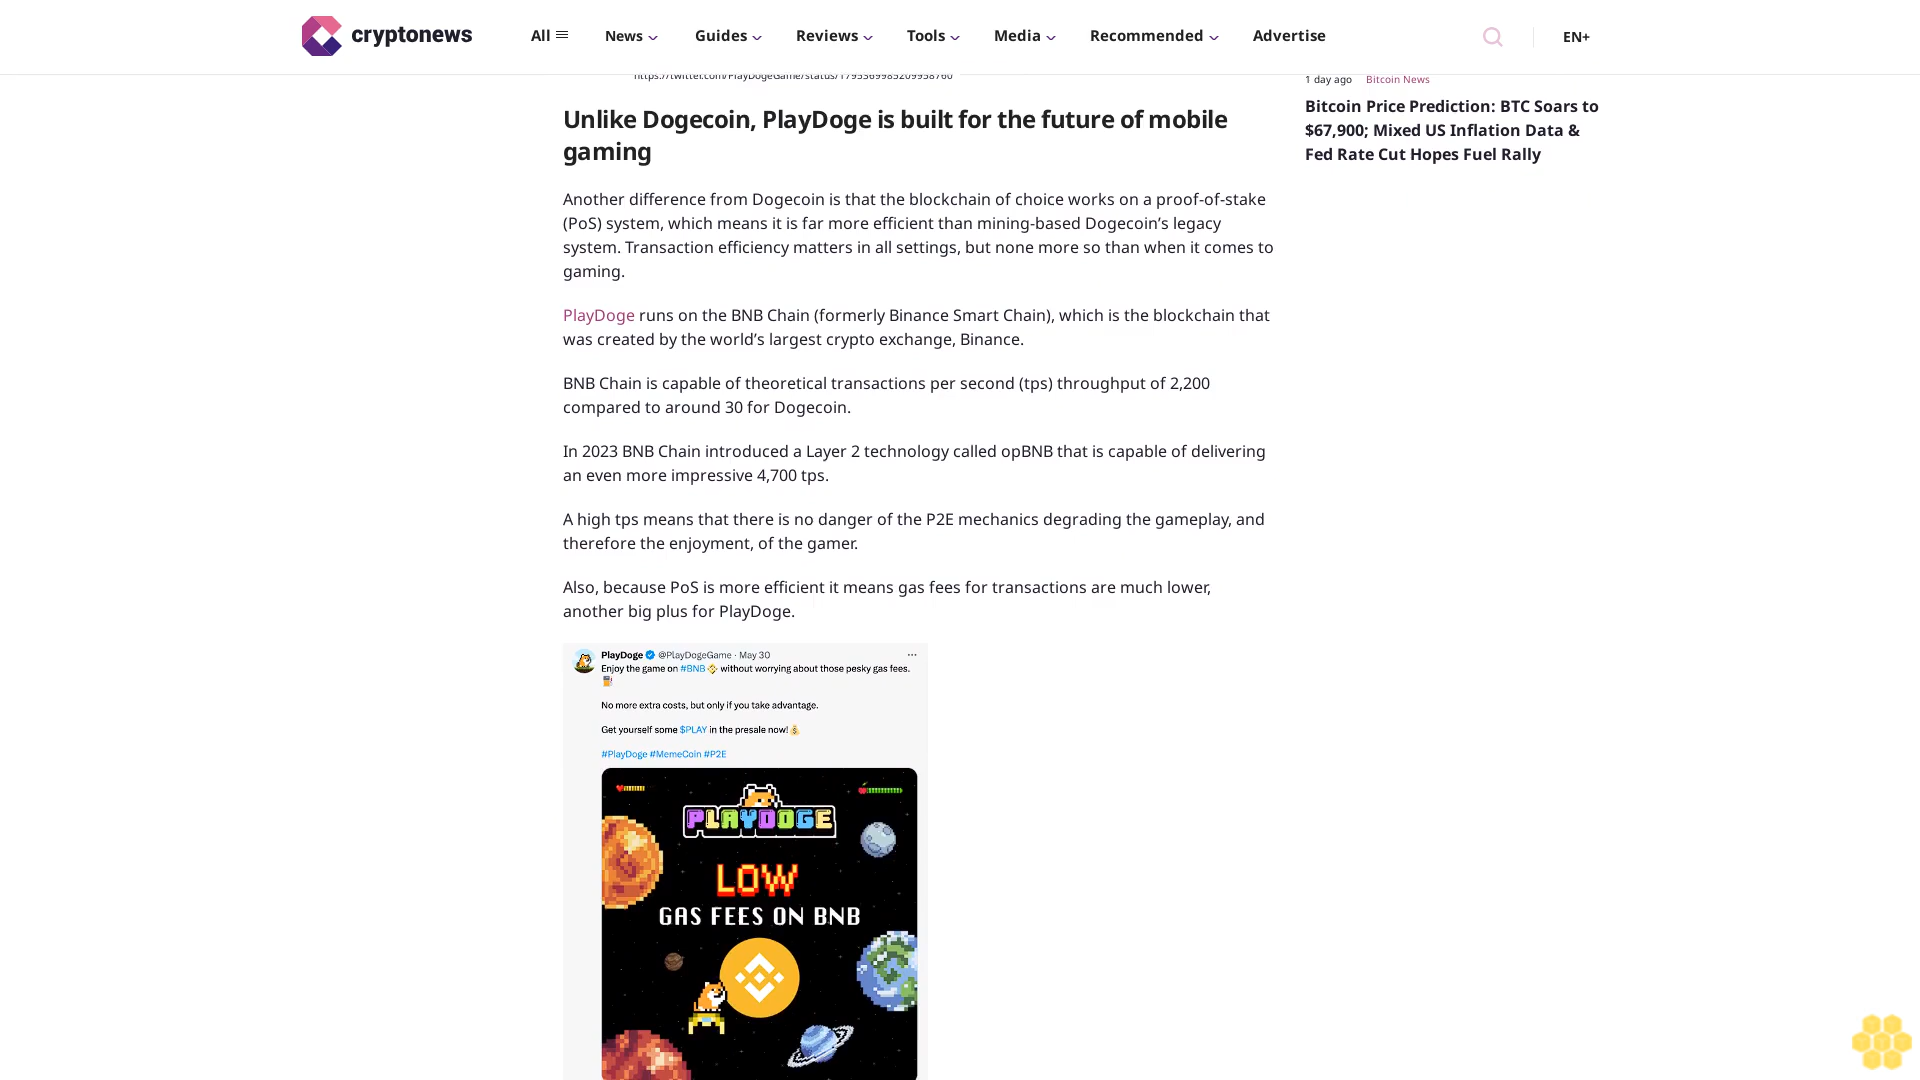 cryptonews
All
News
Guides
Reviews
Tools
Media
Recommended
Advertise
EN+
https://twitter.com/PlayDogeGame/status/1795369985209958760
Unlike Dogecoin, PlayDoge is built for the future of mobile
gaming
Another difference from Dogecoin is that the blockchain of choice works on a proof-of-stake
(PoS) system, which means it is far more efficient than mining-based Dogecoin’s legacy
system. Transaction efficiency matters in all settings, but none more so than when it comes to
gaming.
PlayDoge runs on the BNB Chain (formerly Binance Smart Chain), which is the blockchain that
was created by the world’s largest crypto exchange, Binance.
BNB Chain is capable of theoretical transactions per second (tps) throughput of 2,200
compared to around 30 for Dogecoin.
In 2023 BNB Chain introduced a Layer 2 technology called opBNB that is capable of delivering
an even more impressive 4,700 tps.
A high tps means that there is no danger of the P2E mechanics degrading the gameplay, and
therefore the enjoyment, of the gamer.
Also, because PoS is more efficient it means gas fees for transactions are much lower,
another big plus for PlayDoge.
PlayDoge @PlayDogeGame · May 30
Enjoy the game on #BNB without worrying about those pesky gas fees.
No more extra costs, but only if you take advantage.
Get yourself some $PLAY in the presale now!
#PlayDoge #MemeCoin #P2E
PLAYDOGE
LOW
GAS FEES ON BNB
1 day ago Bitcoin News
Bitcoin Price Prediction: BTC Soars to
$67,900; Mixed US Inflation Data &
Fed Rate Cut Hopes Fuel Rally